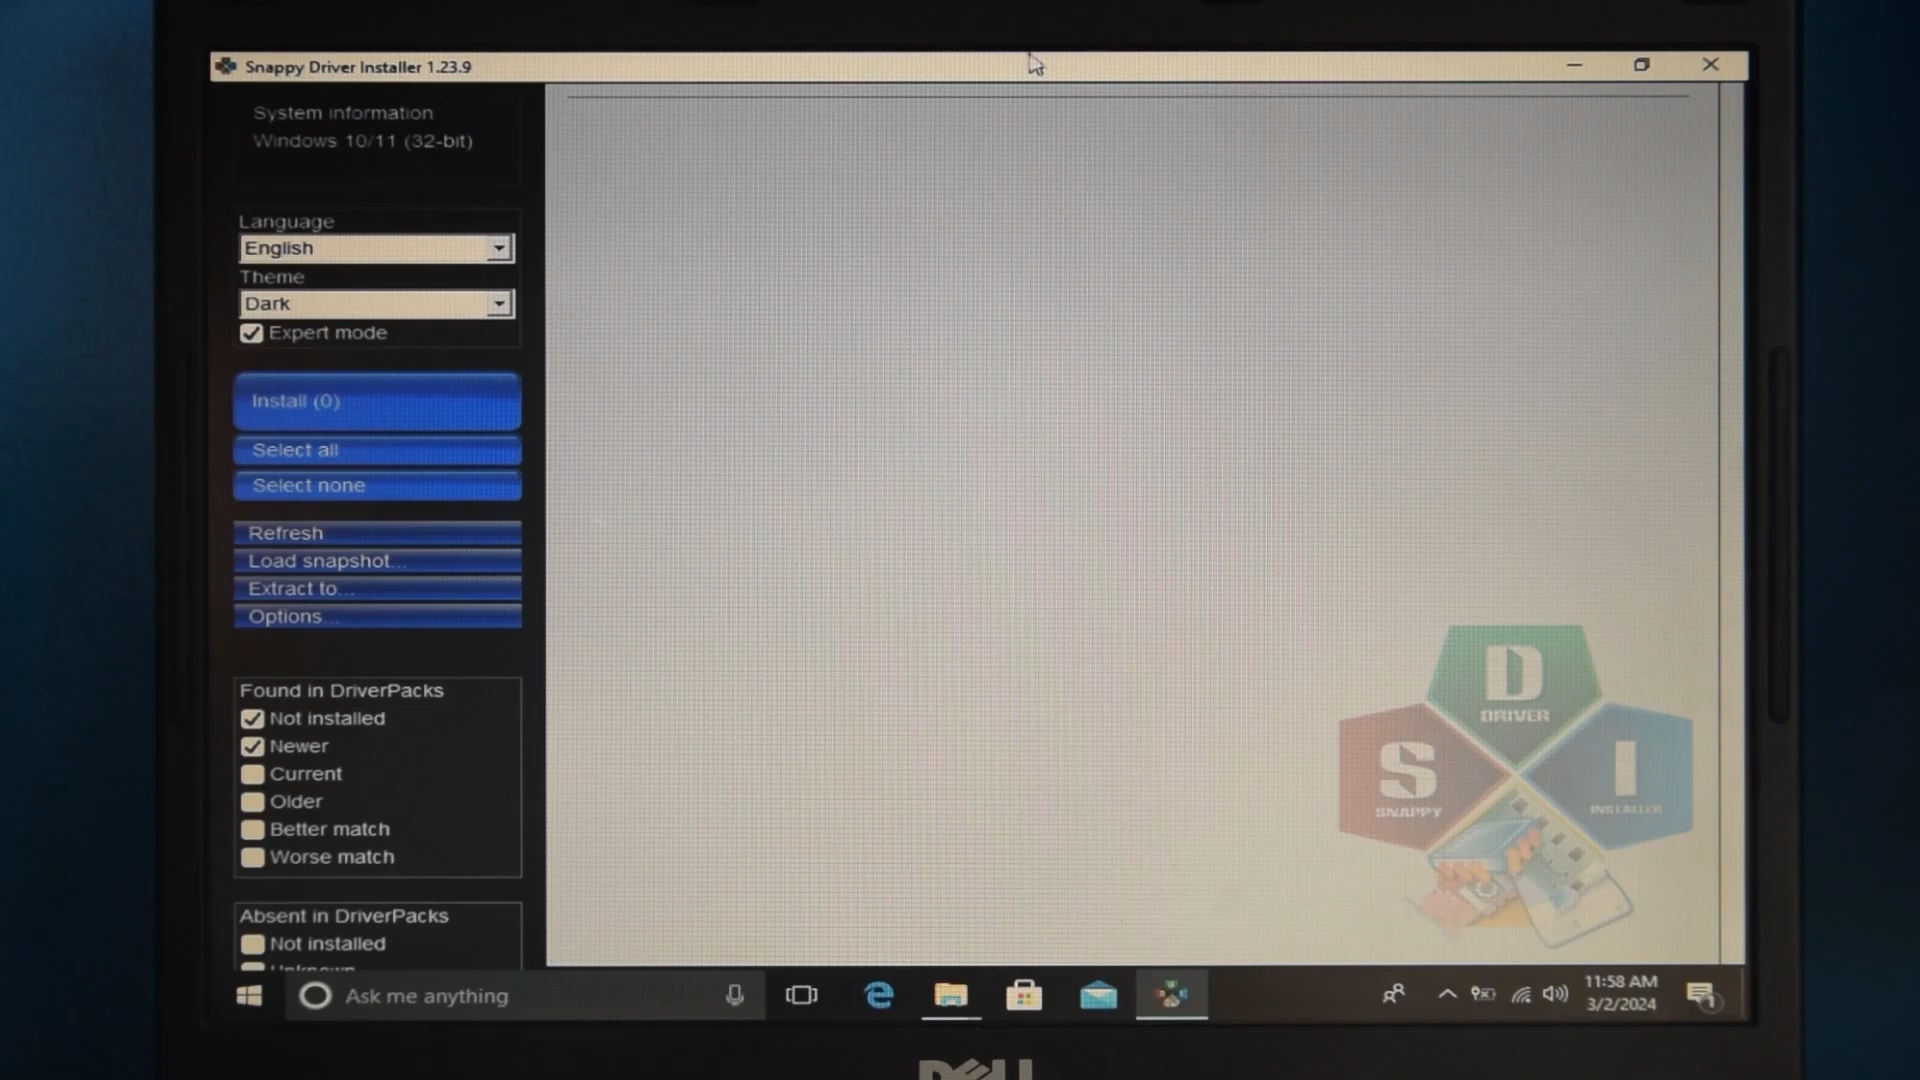 Snappy Driver Installer 1.23.9
System information
Windows 10/11 (32-bit)
Language
English
Theme
Dark
Expert mode
Install (0)
Select all
Select none
Refresh
Load snapshot...
Extract to...
Options...
Found in DriverPacks
Not installed
Newer
Current
Older
Better match
Worse match
Absent in DriverPacks
Not installed
Unknown
D
DRIVER
S
SNAPPY
I
INSTALLER
Ask me anything
11:58 AM
3/2/2024
1
DELL